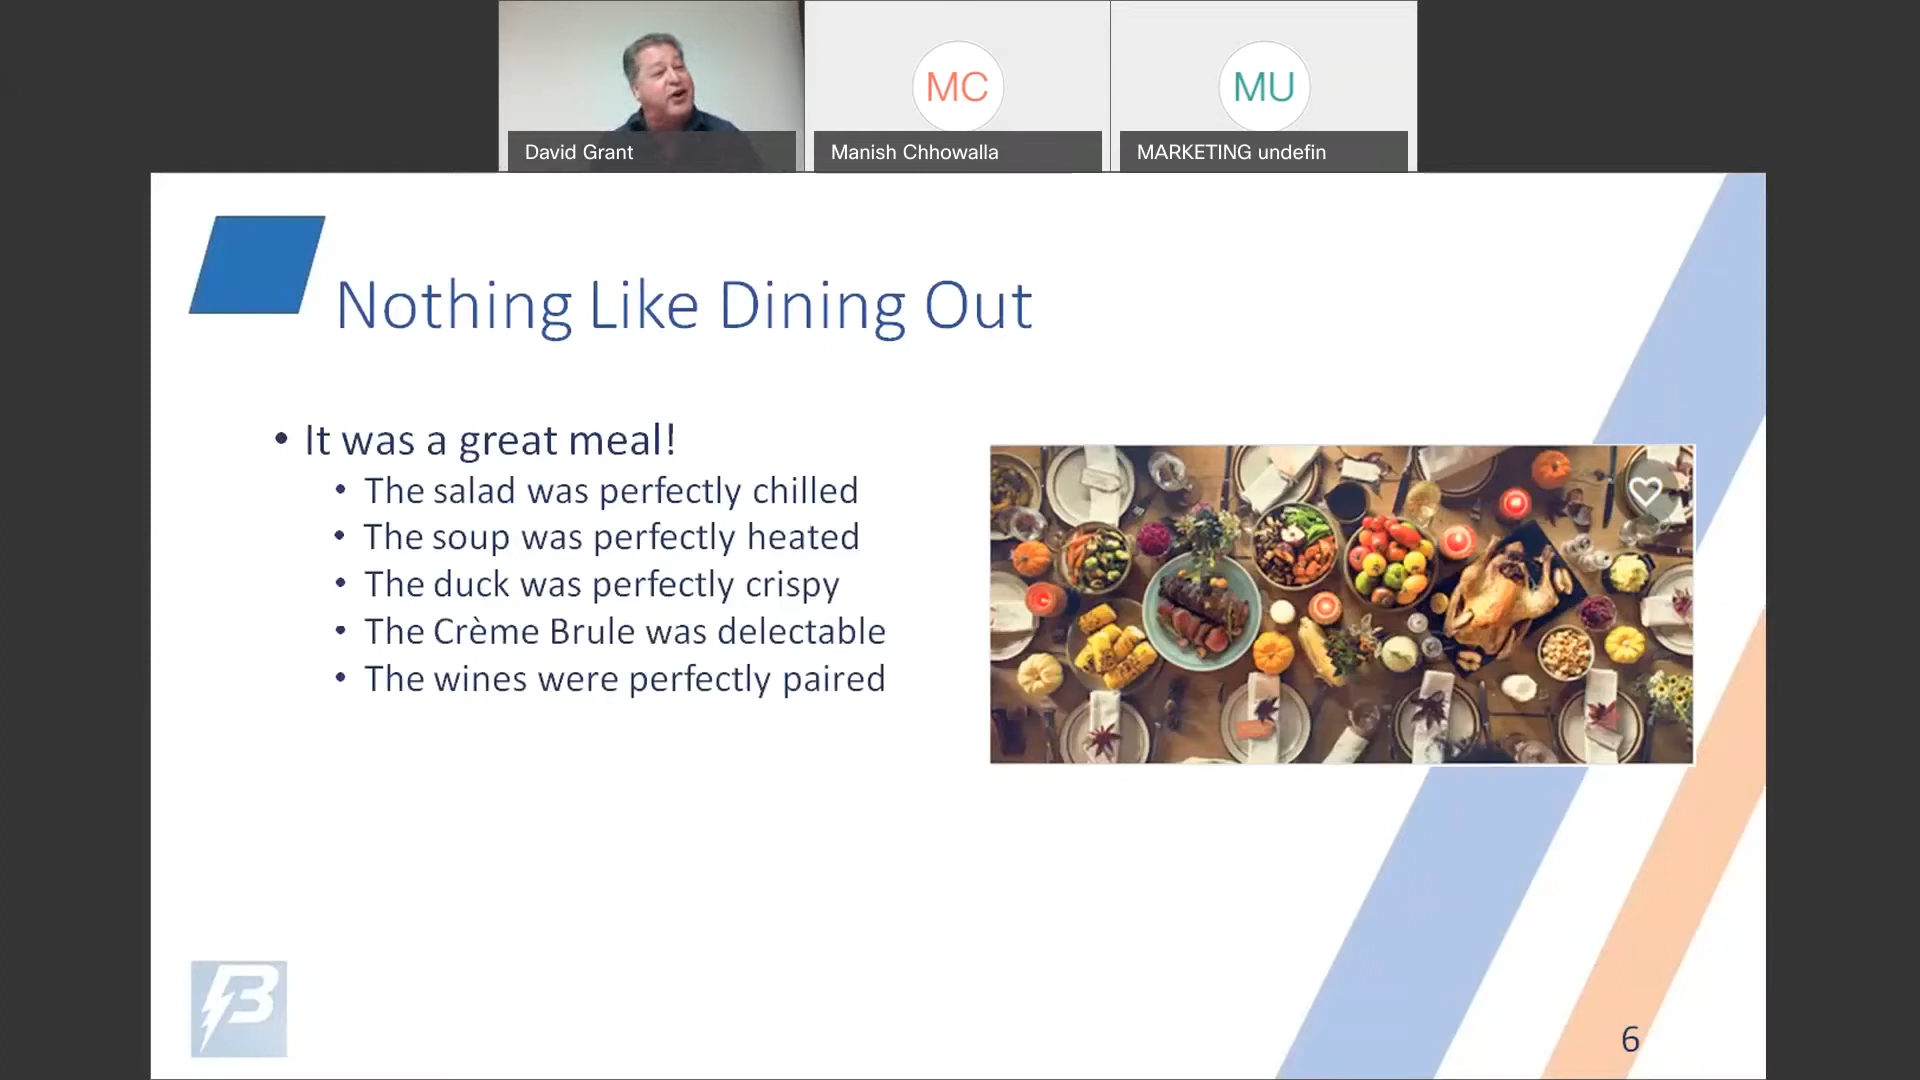 MC
MU
David Grant
Manish Chhowalla
MARKETING undefin
Nothing Like Dining Out
• It was a great meal!
• The salad was perfectly chilled
• The soup was perfectly heated
• The duck was perfectly crispy
• The Crème Brule was delectable
• The wines were perfectly paired
B
6